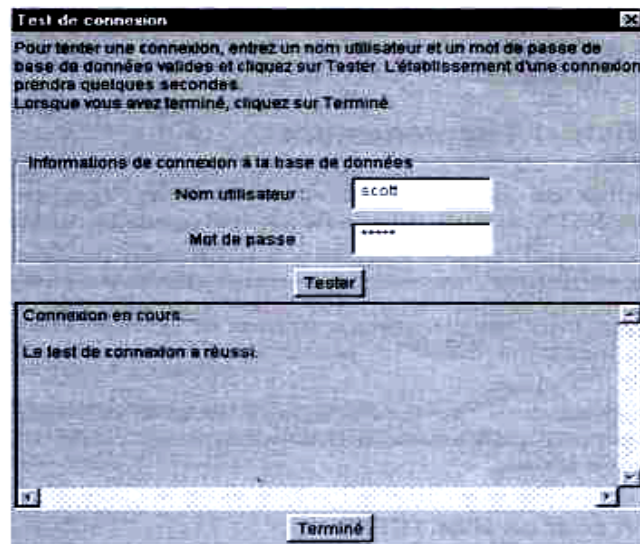 Test de connexion
Pour tenter une connexion, entrez un nom utilisateur et un mot de passe de
base de données valides et cliquez sur Tester. L'établissement d'une connexion
prendra quelques secondes.
Lorsque vous avez terminé, cliquez sur Terminé.
Informations de connexion à la base de données
Nom utilisateur :
scott
Mot de passe
*****
Tester
Connexion en cours...
Le test de connexion a réussi.
Terminé